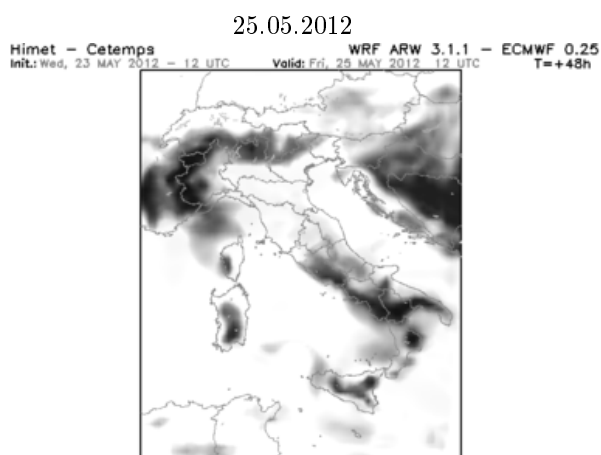 25.05.2012
Himet – Cetemps WRF ARW 3.1.1 – ECMWF 0.25
Init.: Wed, 23 MAY 2012 – 12 UTC Valid: Fri, 25 MAY 2012 12 UTC T=+48h